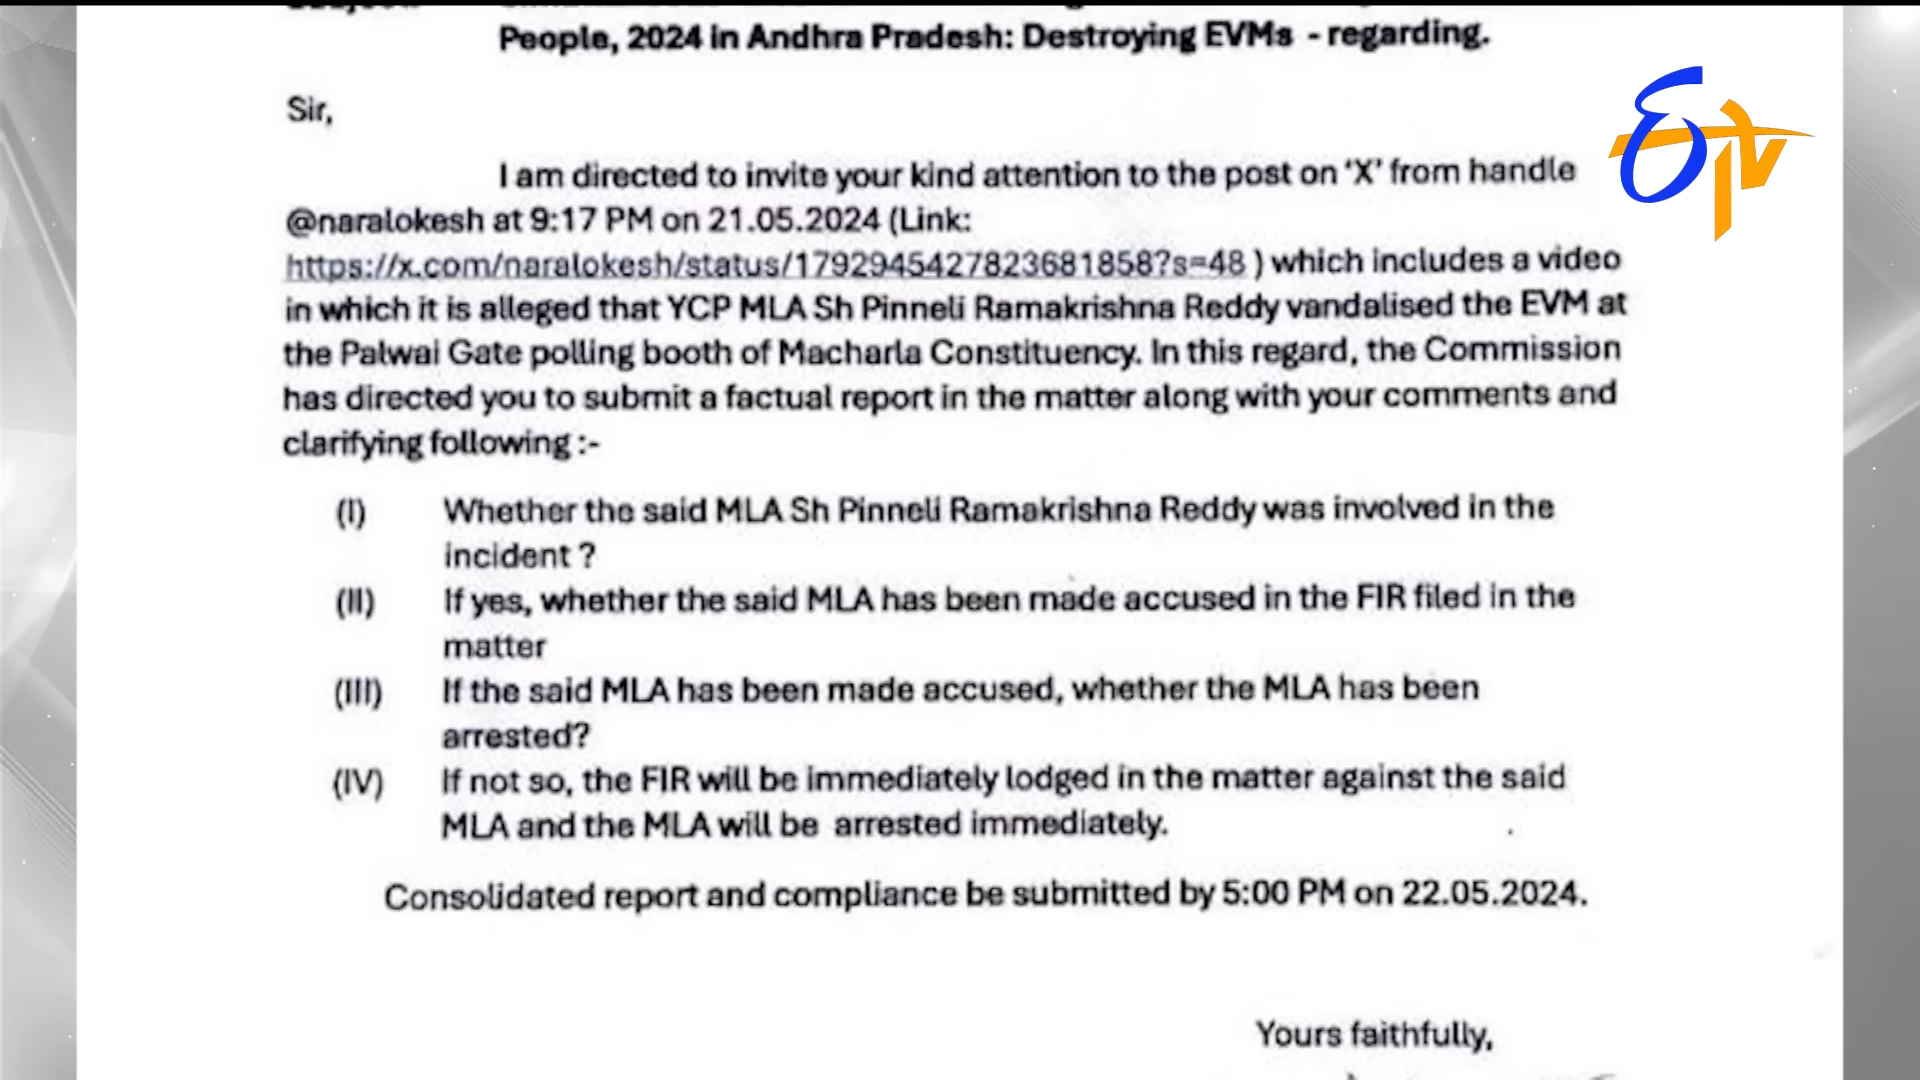 People, 2024 in Andhra Pradesh: Destroying EVMs - regarding.
Sir,
I am directed to invite your kind attention to the post on ‘X’ from handle
@naralokesh at 9:17 PM on 21.05.2024 (Link:
https://x.com/naralokesh/status/1792945427823681858?s=48 ) which includes a video
in which it is alleged that YCP MLA Sh Pinneli Ramakrishna Reddy vandalised the EVM at
the Palwai Gate polling booth of Macharla Constituency. In this regard, the Commission
has directed you to submit a factual report in the matter along with your comments and
clarifying following :-
(I) Whether the said MLA Sh Pinneli Ramakrishna Reddy was involved in the
incident ?
(II) If yes, whether the said MLA has been made accused in the FIR filed in the
matter
(III) If the said MLA has been made accused, whether the MLA has been
arrested?
(IV) If not so, the FIR will be immediately lodged in the matter against the said
MLA and the MLA will be arrested immediately.
Consolidated report and compliance be submitted by 5:00 PM on 22.05.2024.
Yours faithfully,
ETV